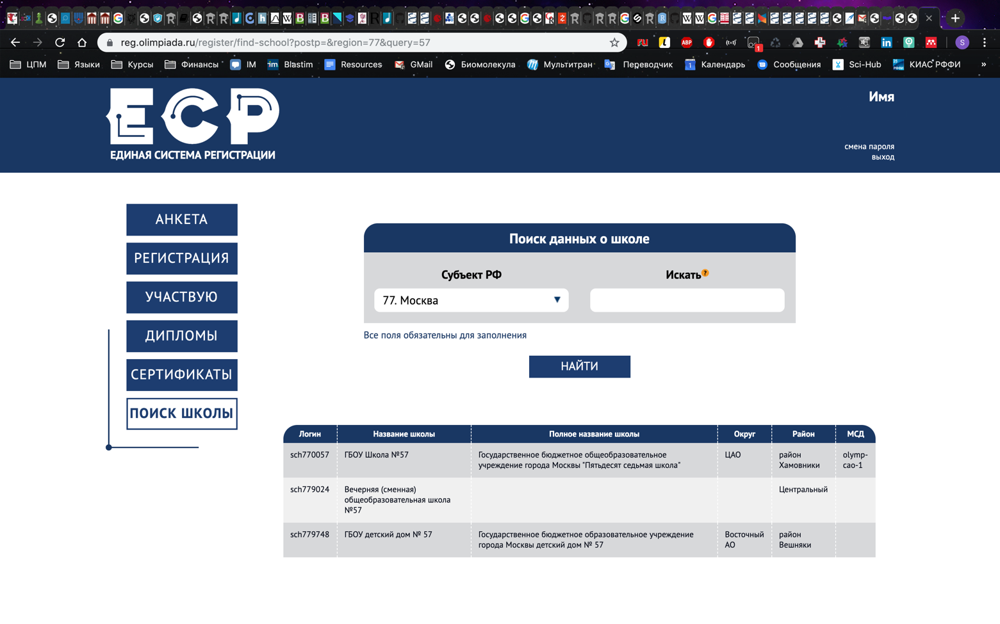 reg.olimpiada.ru/register/find-school?postp=&region=77&query=57
ЦПМ Языки Курсы Финансы IM Blastim Resources GMail Биомолекула Мультитран Переводчик Календарь Сообщения Sci-Hub КИАС РФФИ »
ЕСР
ЕДИНАЯ СИСТЕМА РЕГИСТРАЦИИ
Имя
смена пароля
выход
АНКЕТА
РЕГИСТРАЦИЯ
УЧАСТВУЮ
ДИПЛОМЫ
СЕРТИФИКАТЫ
ПОИСК ШКОЛЫ
Поиск данных о школе
Субъект РФ Искать ?
77. Москва
Все поля обязательны для заполнения
НАЙТИ
Логин Название школы Полное название школы Округ Район МСД
sch770057 ГБОУ Школа №57 Государственное бюджетное общеобразовательное ЦАО район olymp-
учреждение города Москвы "Пятьдесят седьмая школа" Хамовники cao-1
sch779024 Вечерняя (сменная) Центральный
общеобразовательная школа
№57
sch779748 ГБОУ детский дом № 57 Государственное бюджетное образовательное учреждение Восточный район
города Москвы детский дом № 57 АО Вешняки